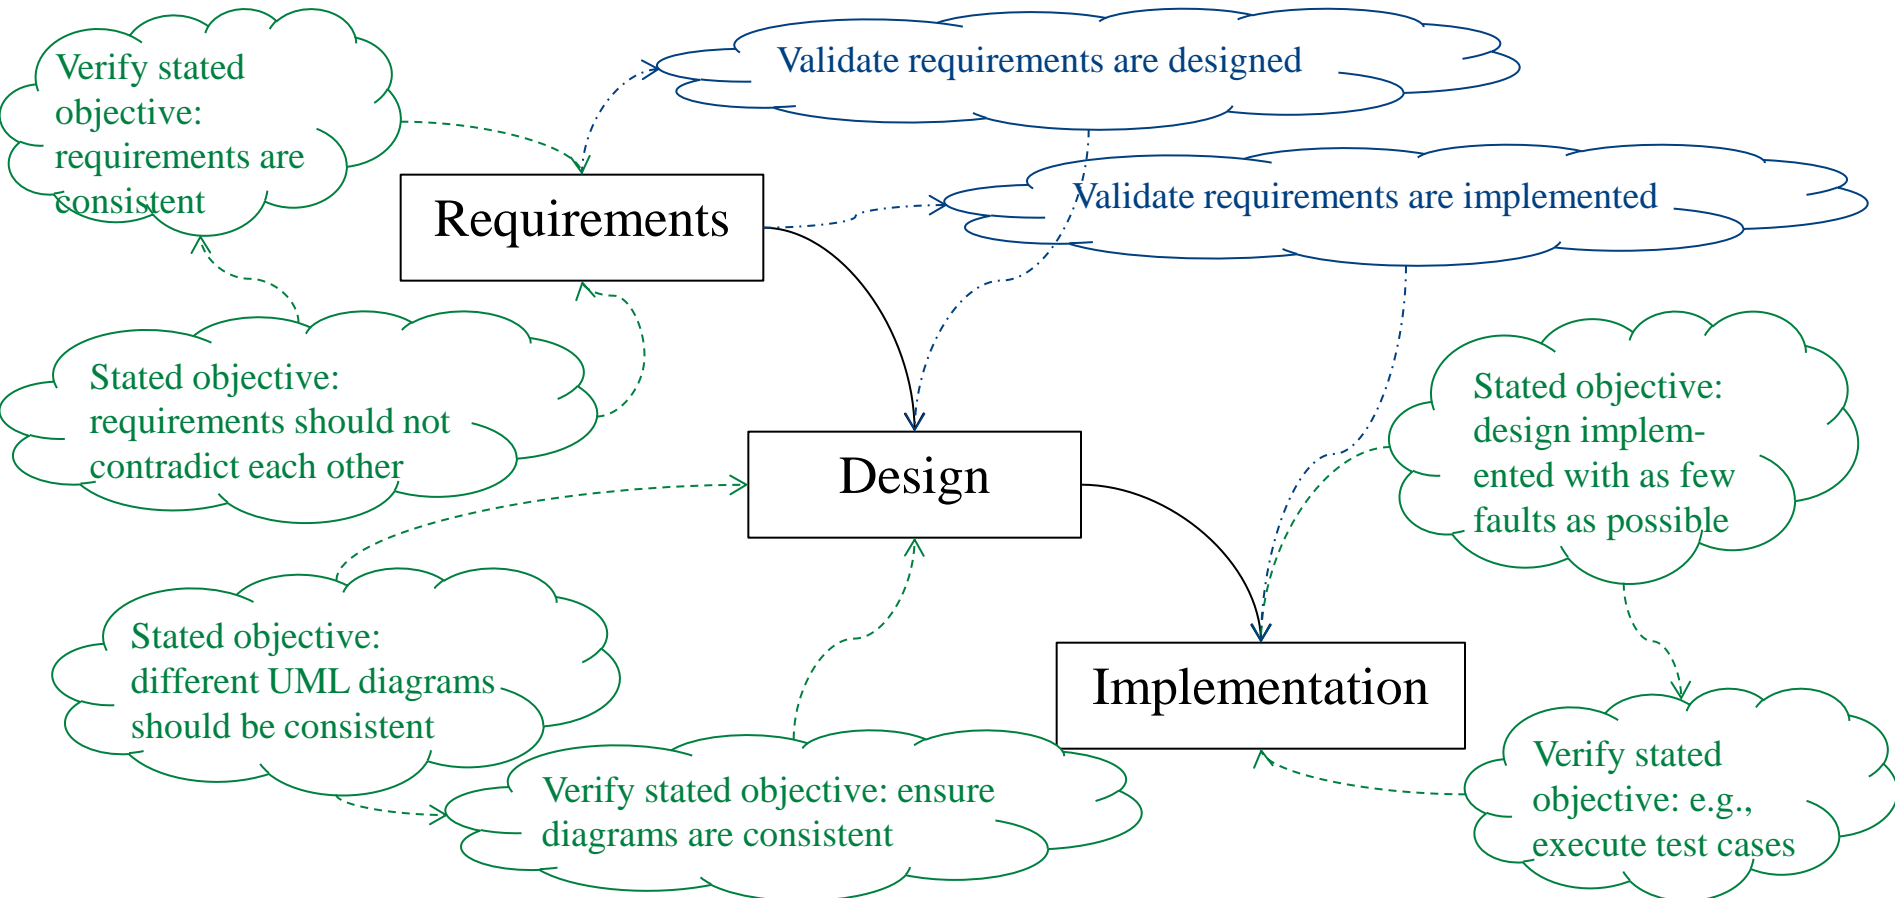 Verify stated
objective:
requirements are
consistent
Validate requirements are designed
Validate requirements are implemented
Requirements
Stated objective:
requirements should not
contradict each other
Stated objective:
design implem-
ented with as few
faults as possible
Design
Stated objective:
different UML diagrams
should be consistent
Implementation
Verify stated objective: ensure
diagrams are consistent
Verify stated
objective: e.g.,
execute test cases